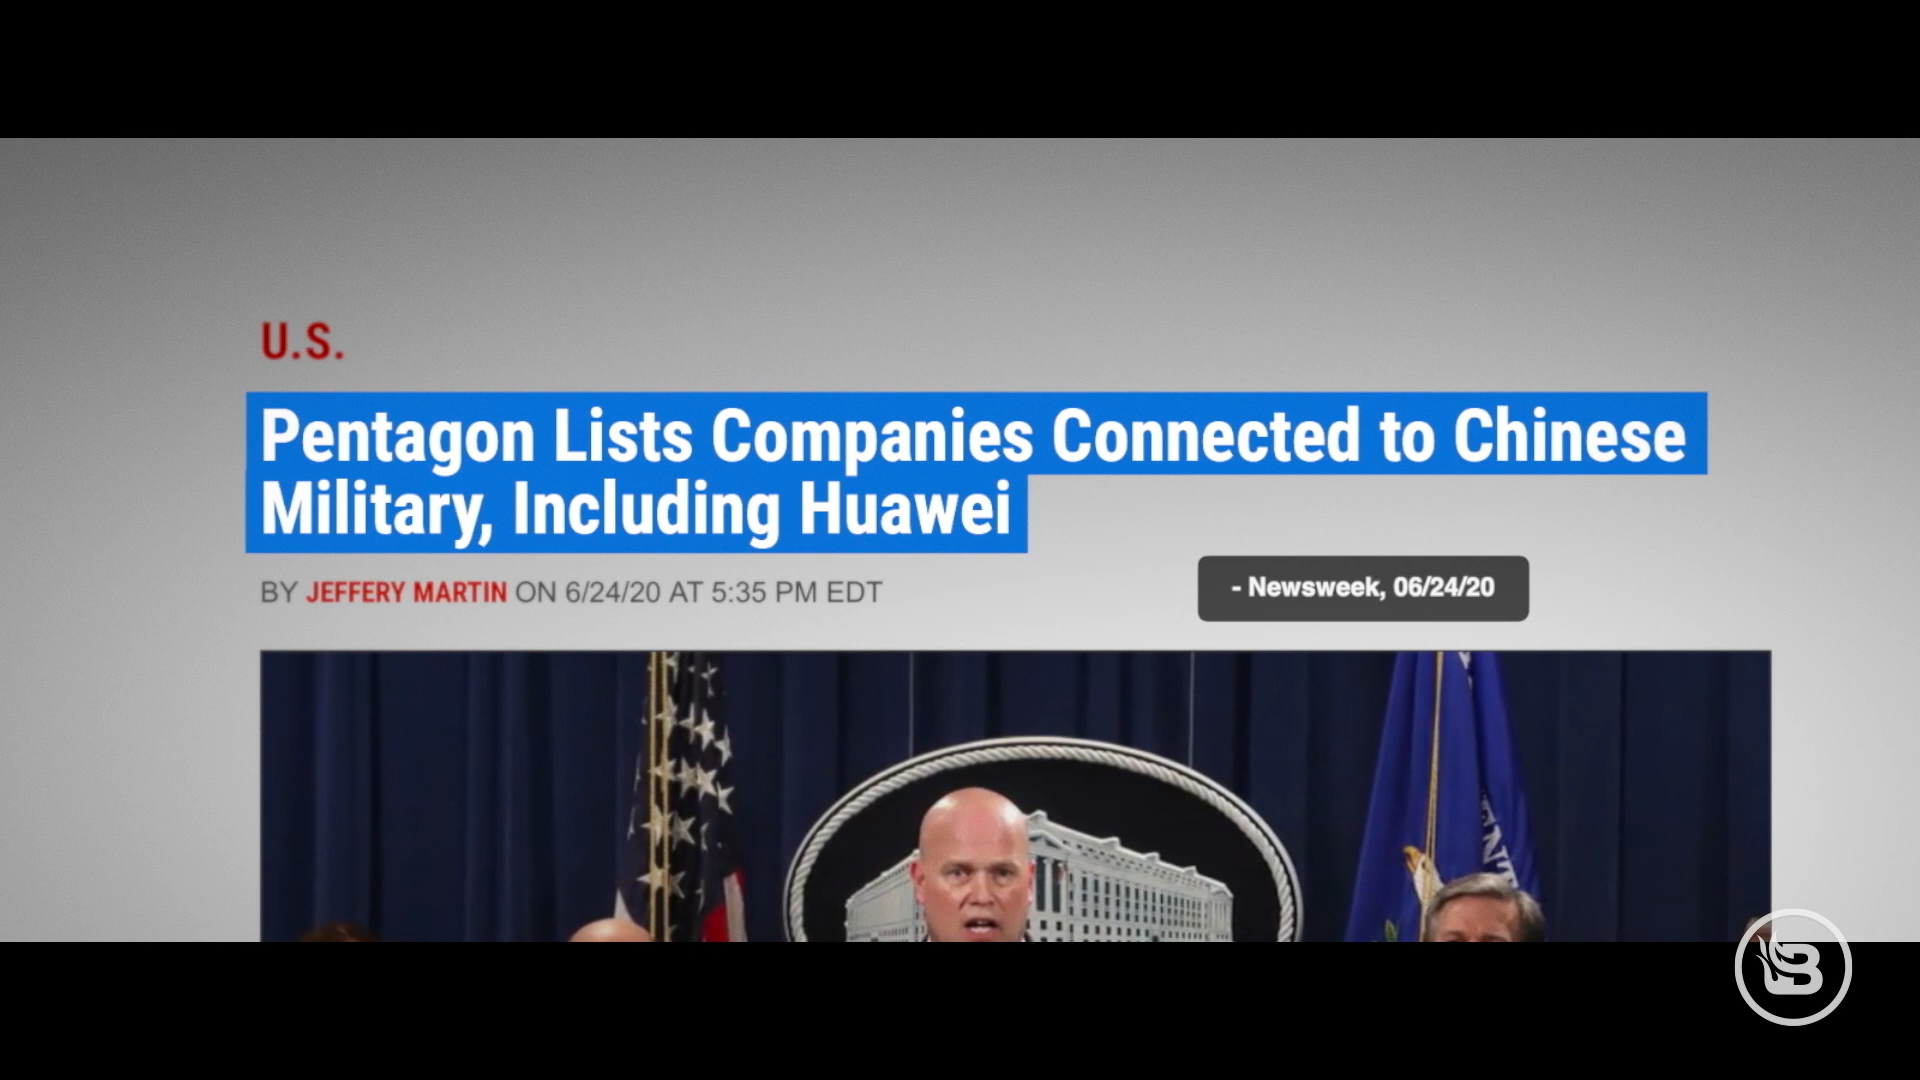 U.S.
Pentagon Lists Companies Connected to Chinese
Military, Including Huawei
BY JEFFERY MARTIN ON 6/24/20 AT 5:35 PM EDT
- Newsweek, 06/24/20
B